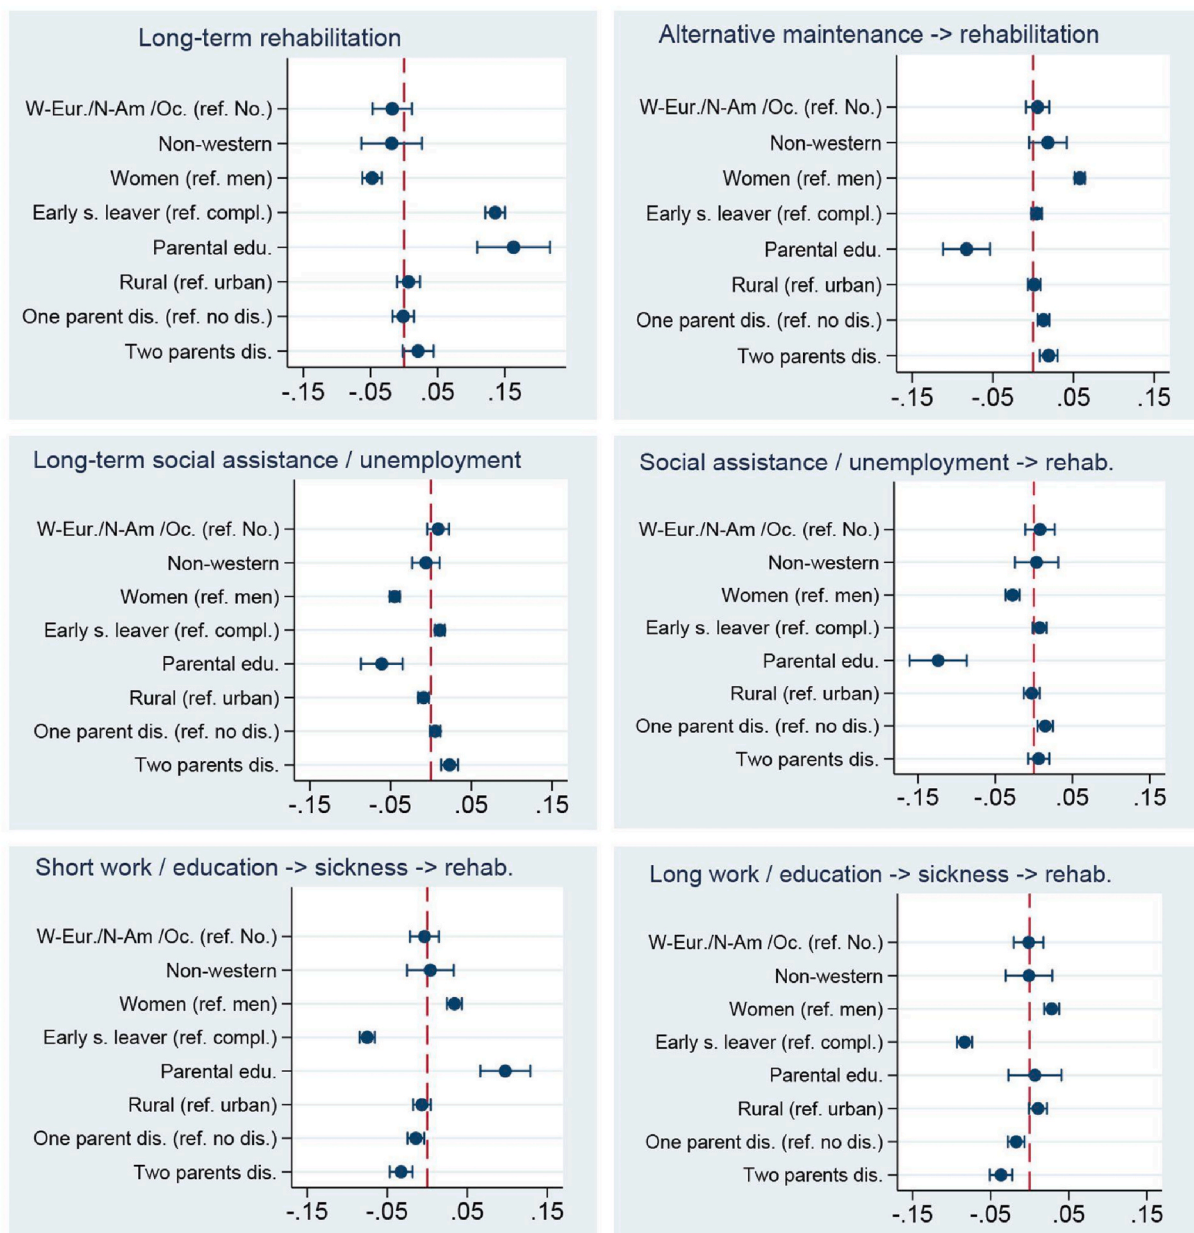 Long-term rehabilitation
W-Eur./N-Am /Oc. (ref. No.)
Non-western
Women (ref. men)
Early s. leaver (ref. compl.)
Parental edu.
Rural (ref. urban)
One parent dis. (ref. no dis.)
Two parents dis.
-.15 -.05 .05 .15
Alternative maintenance -> rehabilitation
W-Eur./N-Am /Oc. (ref. No.)
Non-western
Women (ref. men)
Early s. leaver (ref. compl.)
Parental edu.
Rural (ref. urban)
One parent dis. (ref. no dis.)
Two parents dis.
-.15 -.05 .05 .15
Long-term social assistance / unemployment
W-Eur./N-Am /Oc. (ref. No.)
Non-western
Women (ref. men)
Early s. leaver (ref. compl.)
Parental edu.
Rural (ref. urban)
One parent dis. (ref. no dis.)
Two parents dis.
-.15 -.05 .05 .15
Social assistance / unemployment -> rehab.
W-Eur./N-Am /Oc. (ref. No.)
Non-western
Women (ref. men)
Early s. leaver (ref. compl.)
Parental edu.
Rural (ref. urban)
One parent dis. (ref. no dis.)
Two parents dis.
-.15 -.05 .05 .15
Short work / education -> sickness -> rehab.
W-Eur./N-Am /Oc. (ref. No.)
Non-western
Women (ref. men)
Early s. leaver (ref. compl.)
Parental edu.
Rural (ref. urban)
One parent dis. (ref. no dis.)
Two parents dis.
-.15 -.05 .05 .15
Long work / education -> sickness -> rehab.
W-Eur./N-Am /Oc. (ref. No.)
Non-western
Women (ref. men)
Early s. leaver (ref. compl.)
Parental edu.
Rural (ref. urban)
One parent dis. (ref. no dis.)
Two parents dis.
-.15 -.05 .05 .15